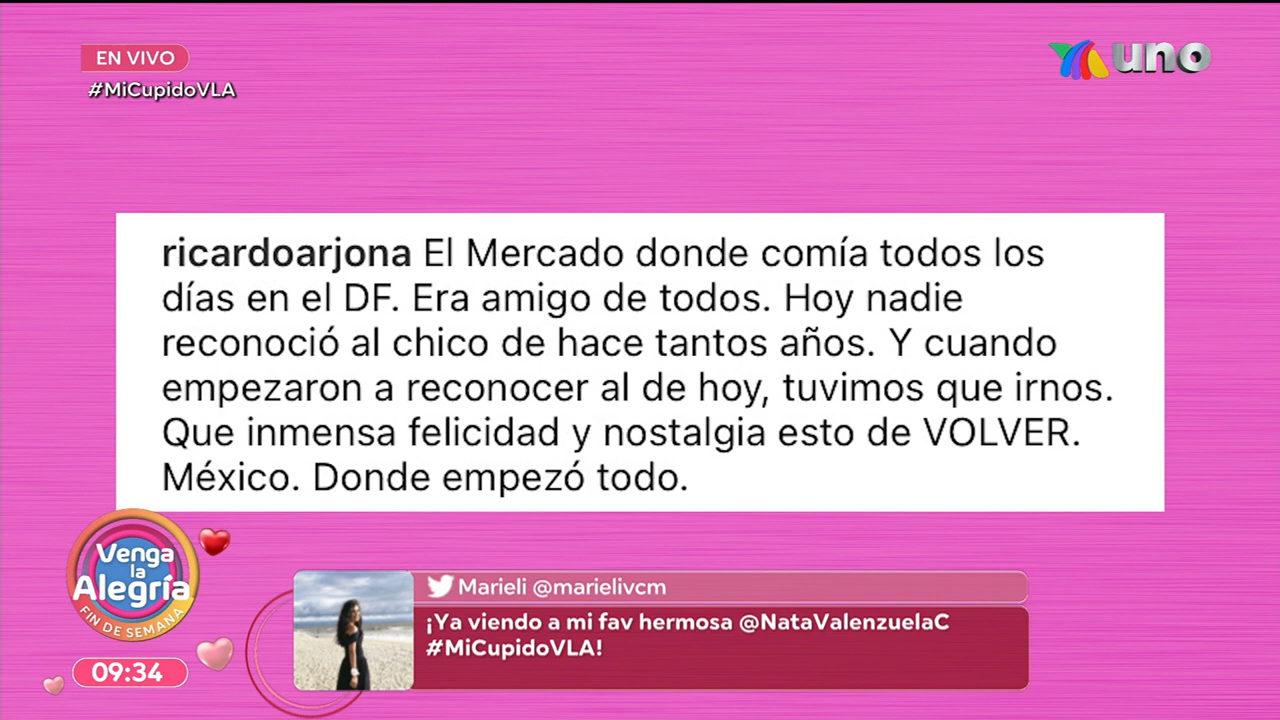 EN VIVO
#MiCupidoVLA
uno
ricardoarjona El Mercado donde comía todos los
días en el DF. Era amigo de todos. Hoy nadie
reconoció al chico de hace tantos años. Y cuando
empezaron a reconocer al de hoy, tuvimos que irnos.
Que inmensa felicidad y nostalgia esto de VOLVER.
México. Donde empezó todo.
Venga
la
Alegría
FIN DE SEMANA
09:34
Marieli @marielivcm
¡Ya viendo a mi fav hermosa @NataValenzuelaC
#MiCupidoVLA!